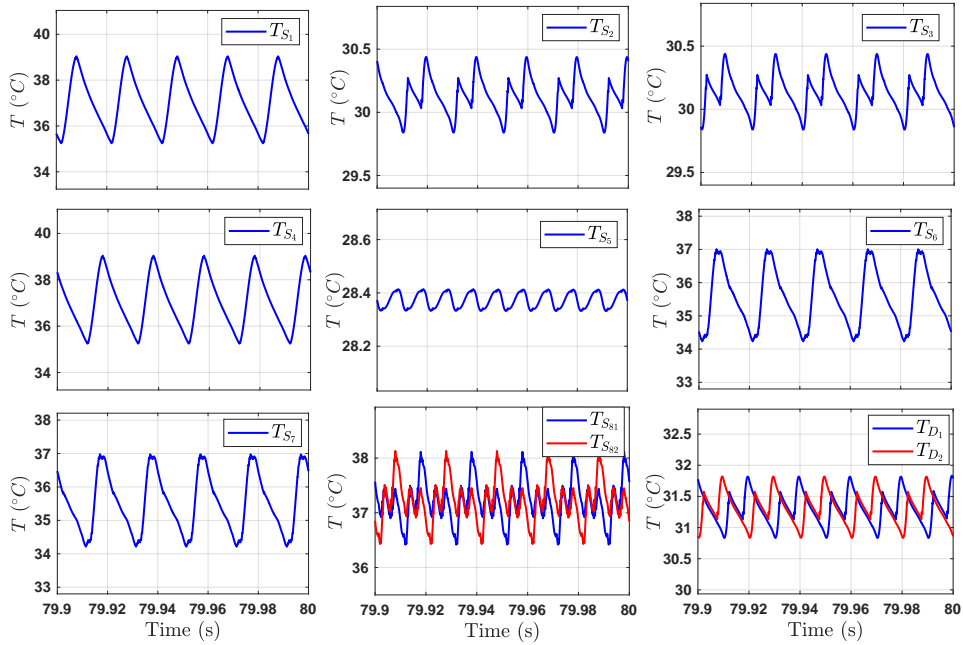 40
38
36
34
T (°C)
T_{S_1}
30.5
30
29.5
T (°C)
T_{S_2}
30.5
30
29.5
T (°C)
T_{S_3}
40
38
36
34
T (°C)
T_{S_4}
28.6
28.4
28.2
T (°C)
T_{S_5}
38
37
36
35
34
33
T (°C)
T_{S_6}
38
37
36
35
34
33
T (°C)
T_{S_7}
79.9 79.92 79.94 79.96 79.98 80
Time (s)
38
37
36
T (°C)
T_{S_{81}}
T_{S_{82}}
79.9 79.92 79.94 79.96 79.98 80
Time (s)
32.5
32
31.5
31
30.5
30
T (°C)
T_{D_1}
T_{D_2}
79.9 79.92 79.94 79.96 79.98 80
Time (s)